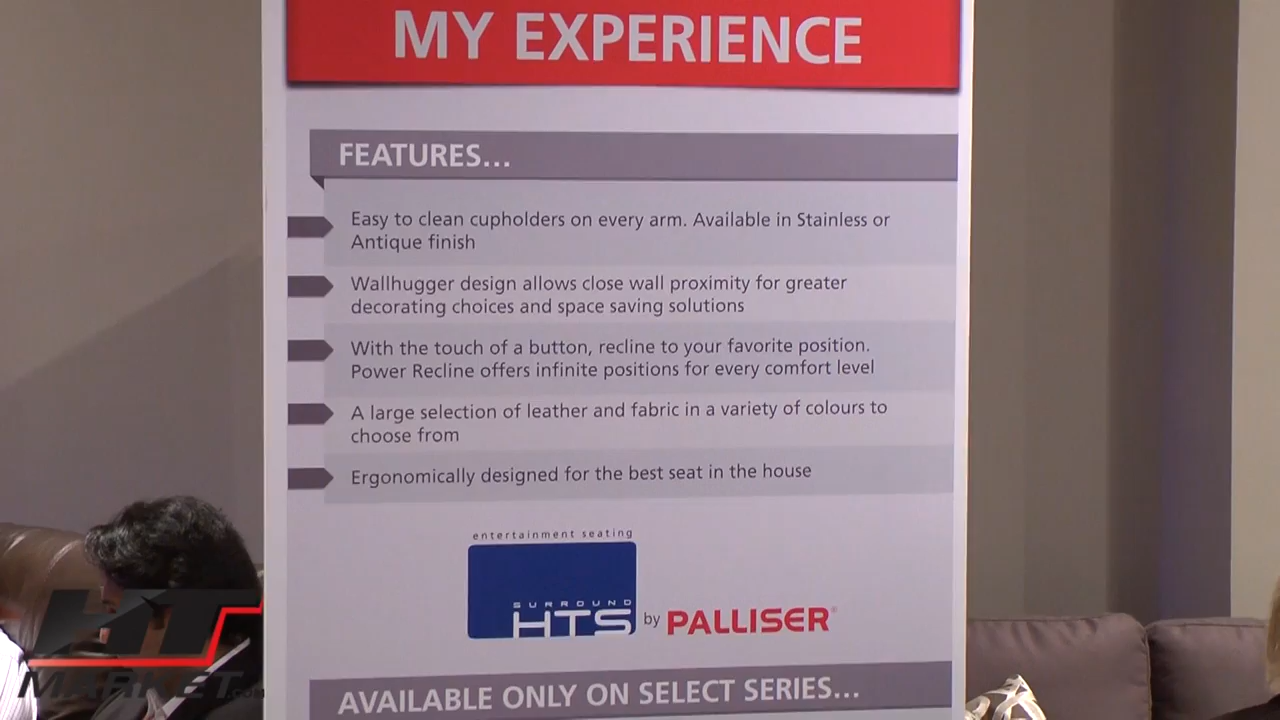 MY EXPERIENCE
FEATURES...
Easy to clean cupholders on every arm. Available in Stainless or
Antique finish
Wallhugger design allows close wall proximity for greater
decorating choices and space saving solutions
With the touch of a button, recline to your favorite position.
Power Recline offers infinite positions for every comfort level
A large selection of leather and fabric in a variety of colours to
choose from
Ergonomically designed for the best seat in the house
entertainment seating
SURROUND
HTS by PALLISER®
AVAILABLE ONLY ON SELECT SERIES...
HT
MARKET.com